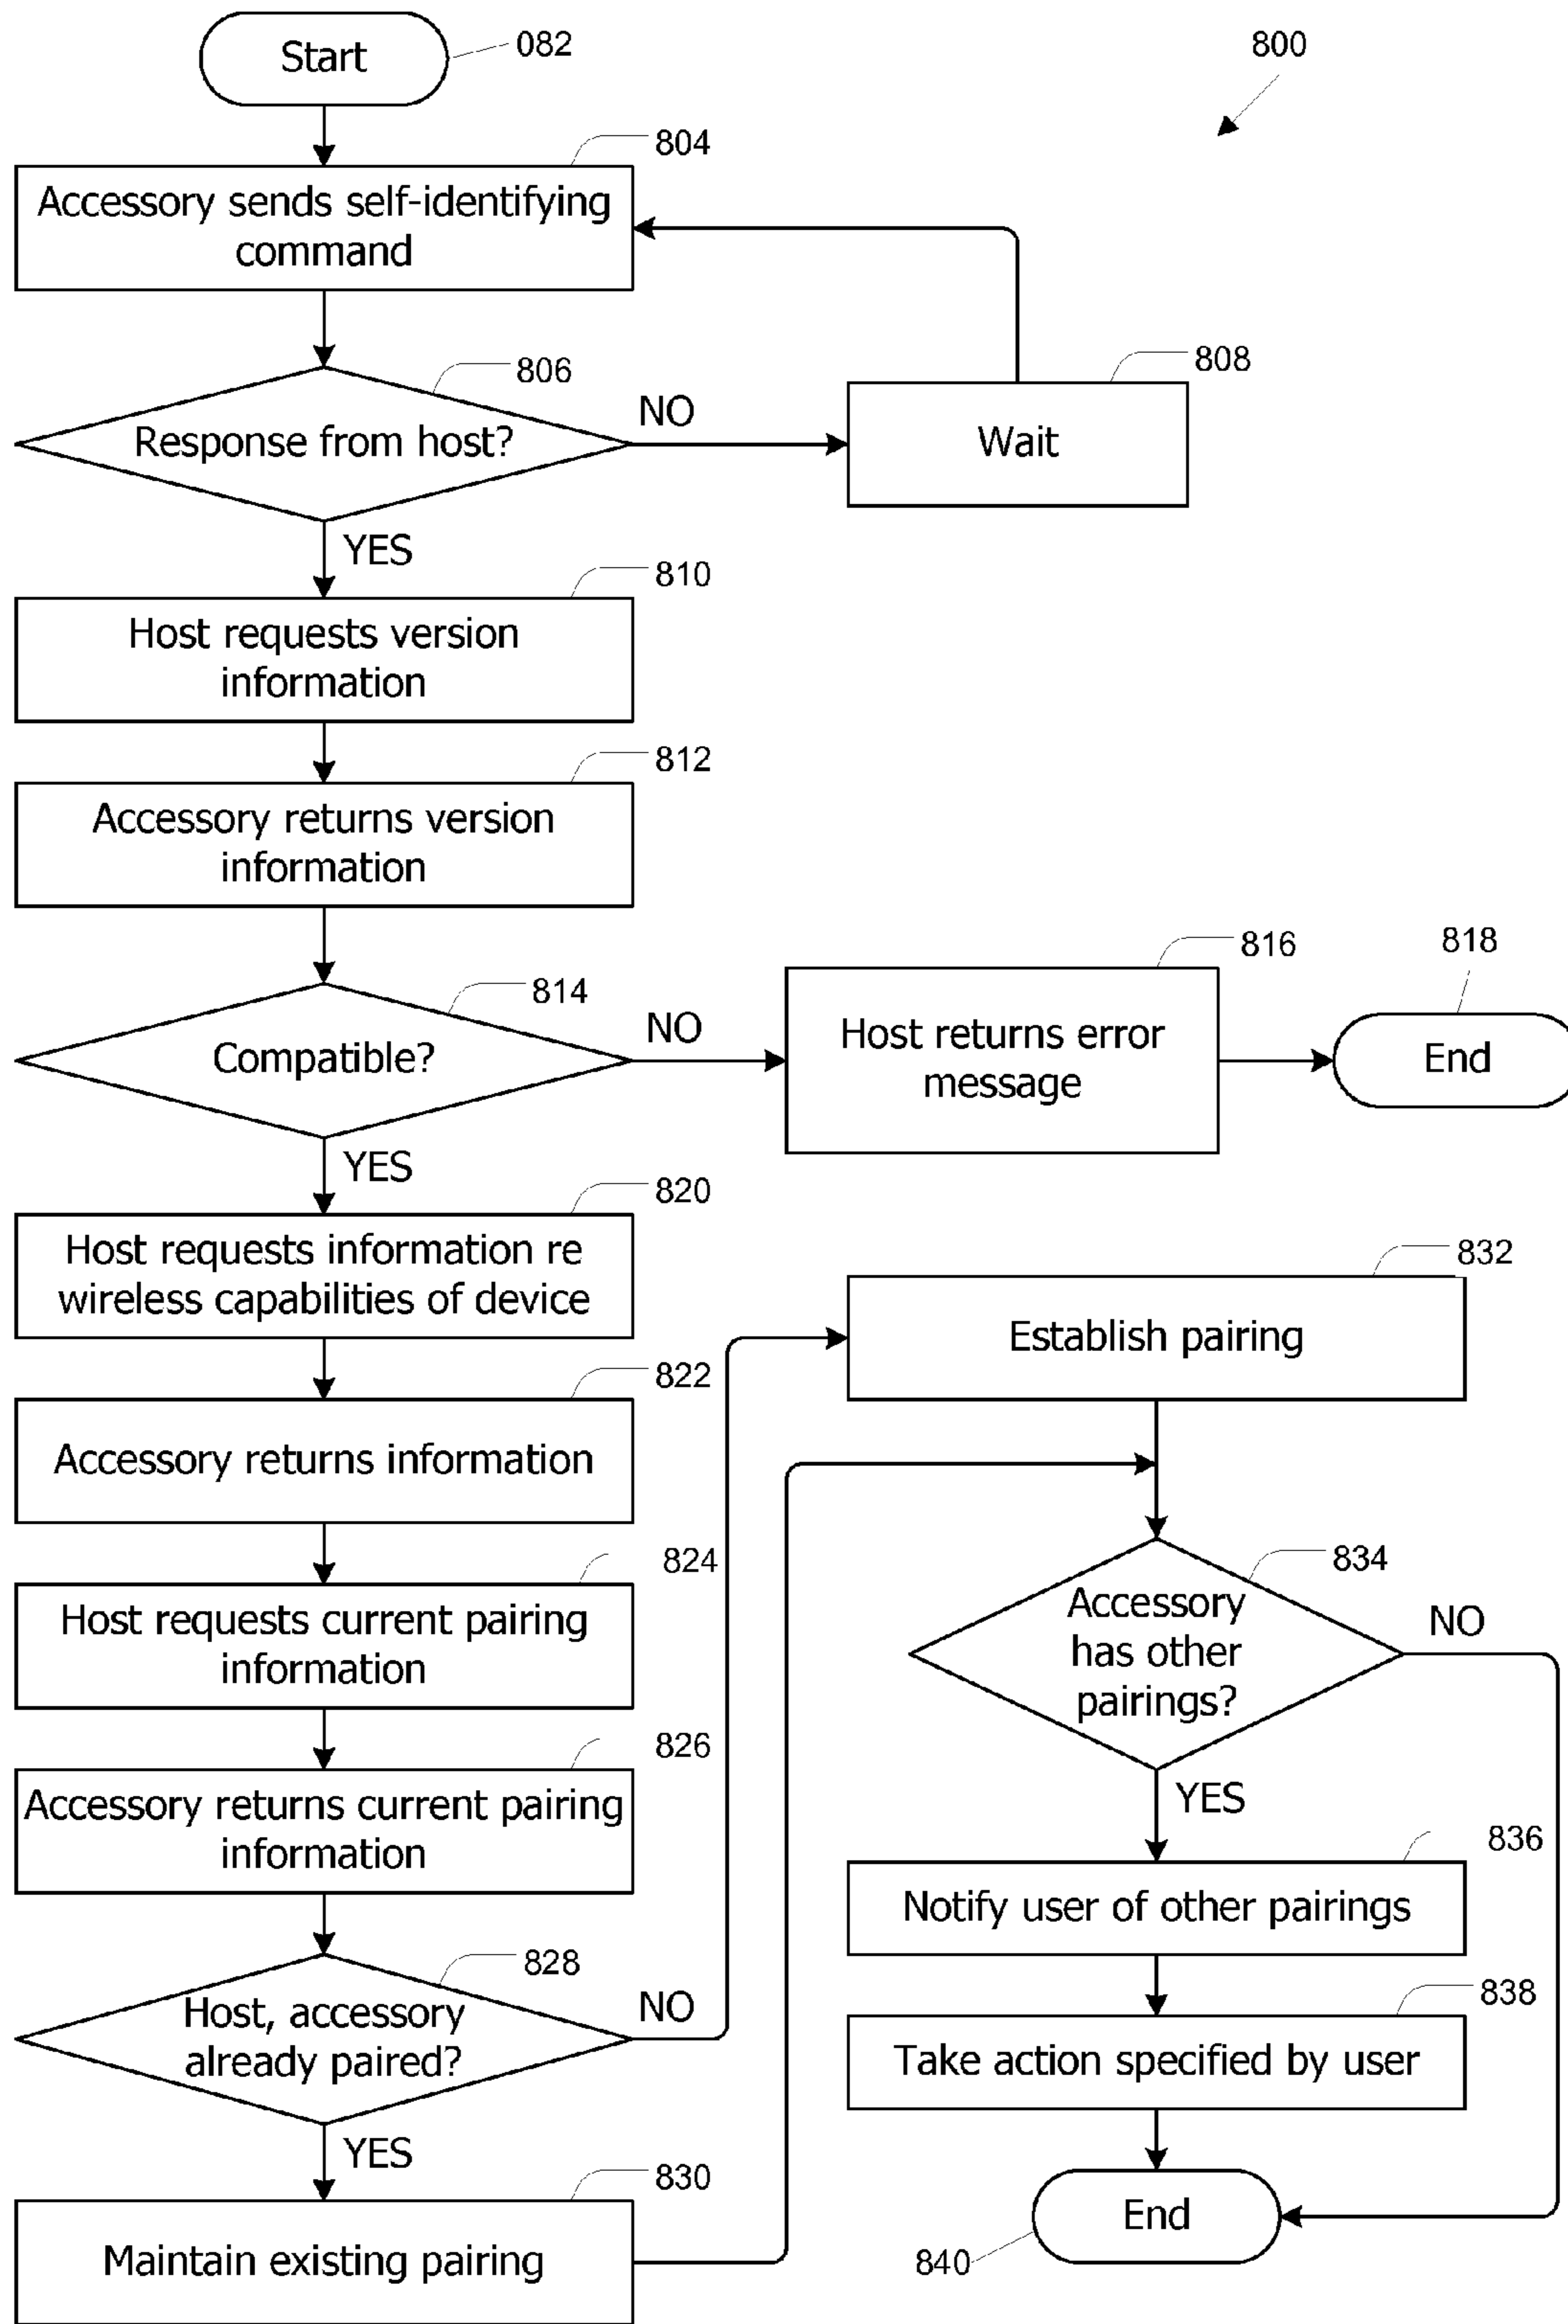 Start
082
800
804
Accessory sends self-identifying
command
806
Response from host?
NO
808
Wait
YES
810
Host requests version
information
812
Accessory returns version
information
814
Compatible?
NO
816
Host returns error
message
818
End
YES
820
Host requests information re
wireless capabilities of device
822
Accessory returns information
824
Host requests current pairing
information
826
Accessory returns current pairing
information
828
Host, accessory
already paired?
NO
YES
830
Maintain existing pairing
832
Establish pairing
834
Accessory
has other
pairings?
NO
YES
836
Notify user of other pairings
838
Take action specified by user
End
840